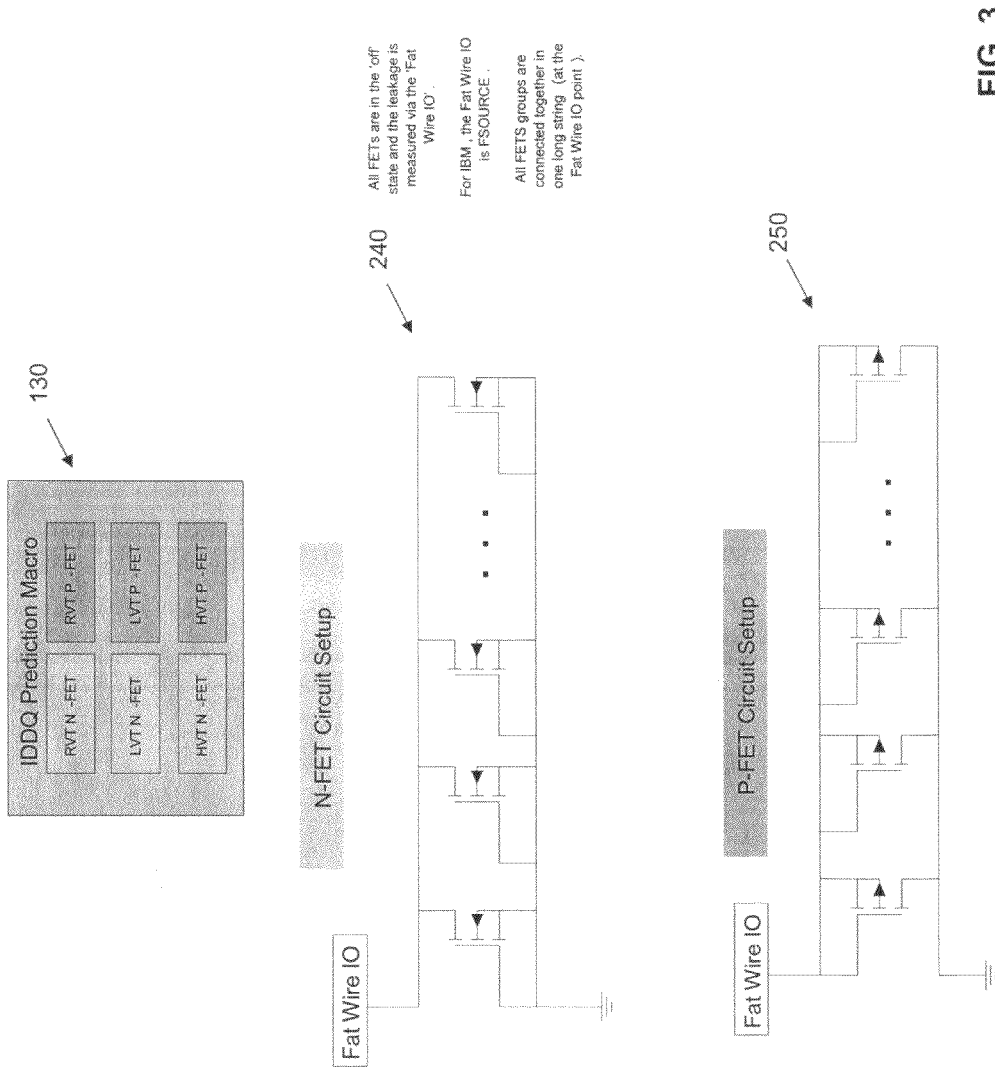 130
IDDQ Prediction Macro
RVT N -FET
RVT P -FET
LVT N -FET
LVT P -FET
HVT N -FET
HVT P -FET
N-FET Circuit Setup
Fat Wire IO
240
All FETs are in the 'off'
state and the leakage is
measured via the 'Fat
Wire IO'.
For IBM , the Fat Wire IO
is FSOURCE .
All FETS groups are
connected together in
one long string (at the
Fat Wire IO point ).
P-FET Circuit Setup
Fat Wire IO
250
FIG. 3